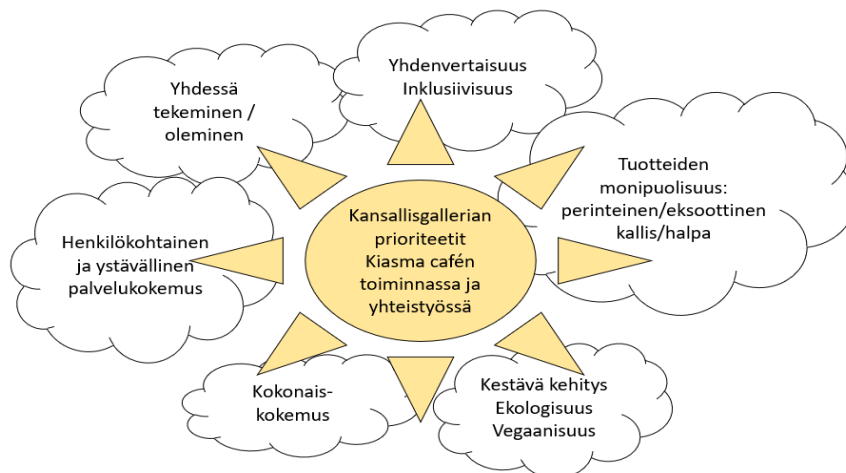 Yhdenvertaisuus
Inklusiivisuus
Yhdessä
tekeminen /
oleminen
Tuotteiden
monipuolisuus:
perinteinen/eksoottinen
kallis/halpa
Kansallisgallerian
prioriteetit
Kiasma cafén
toiminnassa ja
yhteistyössä
Henkilökohtainen
ja ystävällinen
palvelukokemus
Kokonais-
kokemus
Kestävä kehitys
Ekologisuus
Vegaanisuus